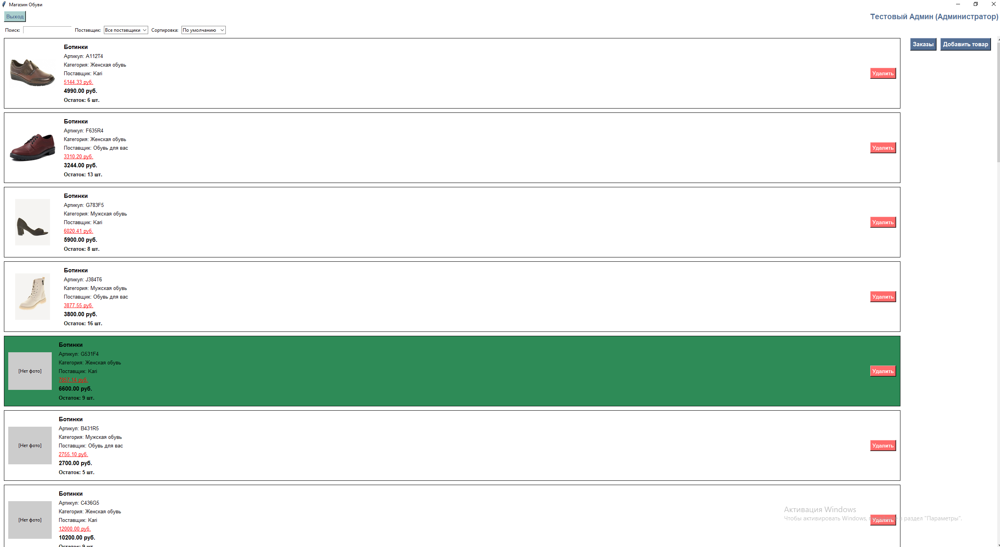 Магазин Обуви
Выход
Тестовый Админ (Администратор)
Поиск: Поставщик: Все поставщики Сортировка: По умолчанию
Заказы Добавить товар
Ботинки
Артикул: A112T4
Категория: Женская обувь
Поставщик: Kari
5144.33 руб.
4990.00 руб.
Остаток: 6 шт.
Удалить
Ботинки
Артикул: F635R4
Категория: Женская обувь
Поставщик: Обувь для вас
3310.20 руб.
3244.00 руб.
Остаток: 13 шт.
Удалить
Ботинки
Артикул: G783F5
Категория: Мужская обувь
Поставщик: Kari
6020.41 руб.
5900.00 руб.
Остаток: 8 шт.
Удалить
Ботинки
Артикул: J384T6
Категория: Мужская обувь
Поставщик: Обувь для вас
3877.55 руб.
3800.00 руб.
Остаток: 16 шт.
Удалить
[Нет фото]
Ботинки
Артикул: G531F4
Категория: Женская обувь
Поставщик: Kari
7857.14 руб.
6600.00 руб.
Остаток: 9 шт.
Удалить
[Нет фото]
Ботинки
Артикул: B431R5
Категория: Мужская обувь
Поставщик: Обувь для вас
2755.10 руб.
2700.00 руб.
Остаток: 5 шт.
Удалить
[Нет фото]
Ботинки
Артикул: C436G5
Категория: Женская обувь
Поставщик: Kari
12000.00 руб.
10200.00 руб.
Остаток: 9 шт.
Удалить
Активация Windows
Чтобы активировать Windows, в раздел "Параметры".